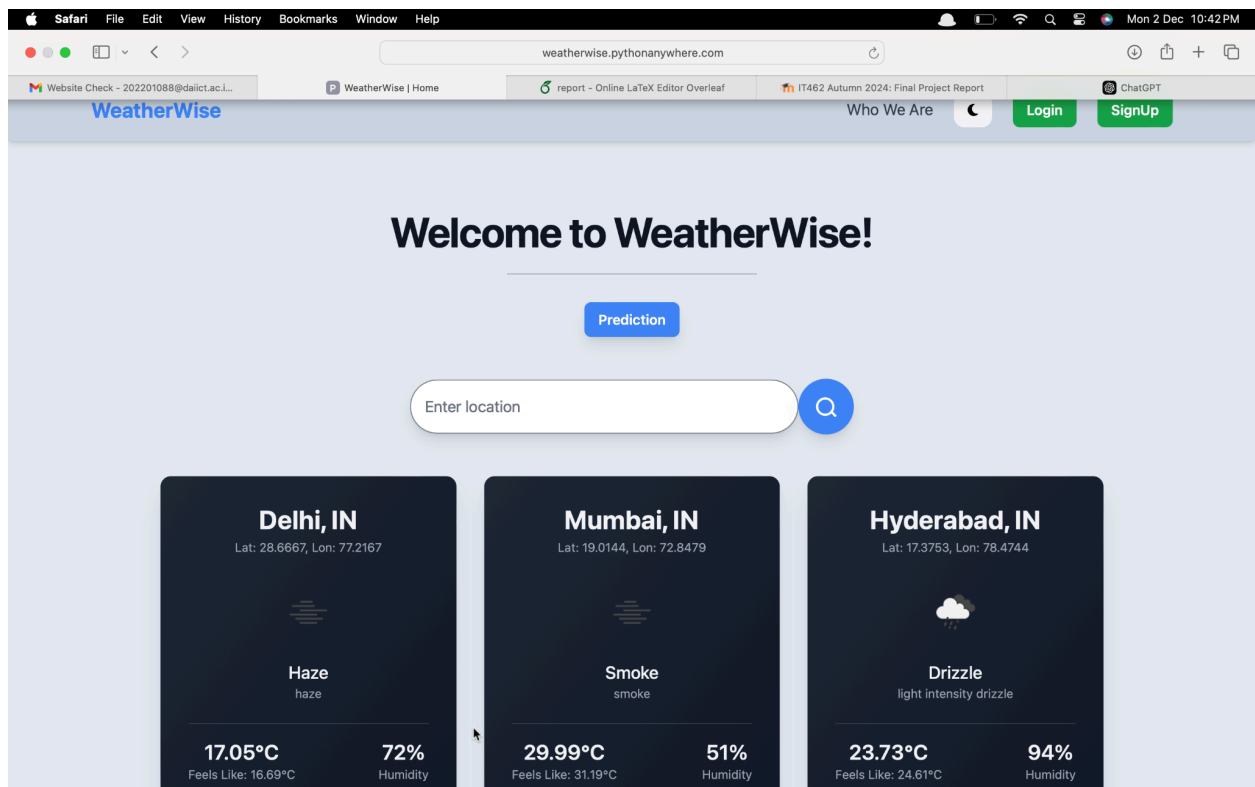 Safari File Edit View History Bookmarks Window Help Mon 2 Dec 10:42 PM
weatherwise.pythonanywhere.com
Website Check - 202201088@daiict.ac.i... WeatherWise | Home report - Online LaTeX Editor Overleaf IT462 Autumn 2024: Final Project Report ChatGPT
WeatherWise Who We Are Login SignUp
Welcome to WeatherWise!
Prediction
Enter location
Delhi, IN Mumbai, IN Hyderabad, IN
Lat: 28.6667, Lon: 77.2167 Lat: 19.0144, Lon: 72.8479 Lat: 17.3753, Lon: 78.4744
Haze Smoke Drizzle
haze smoke light intensity drizzle
17.05°C 72% 29.99°C 51% 23.73°C 94%
Feels Like: 16.69°C Humidity Feels Like: 31.19°C Humidity Feels Like: 24.61°C Humidity